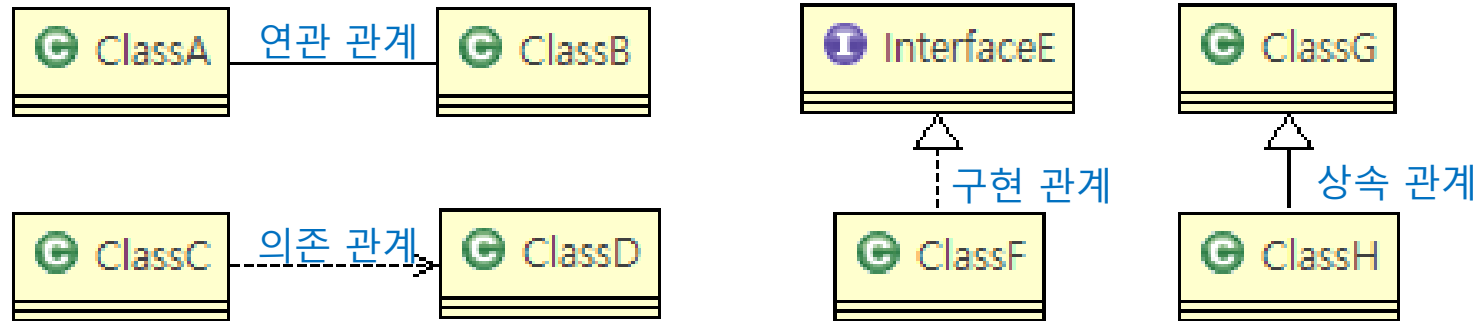 C ClassA 연관 관계 C ClassB
I InterfaceE
C ClassG
구현 관계
상속 관계
C ClassC 의존 관계 C ClassD
C ClassF
C ClassH